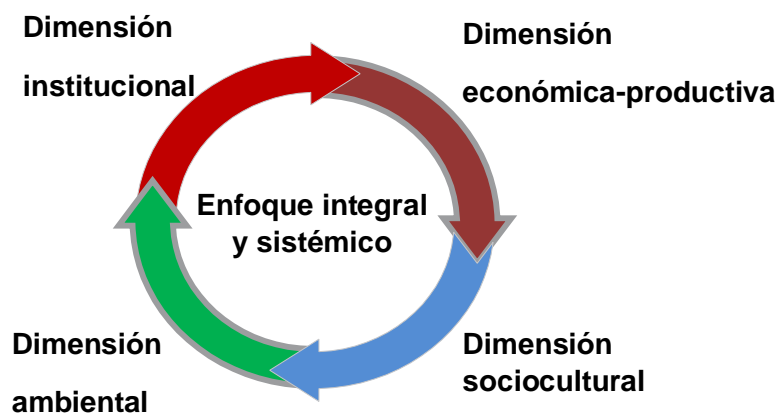 Dimensión
institucional
Dimensión
económica-productiva
Enfoque integral
y sistémico
Dimensión
ambiental
Dimensión
sociocultural